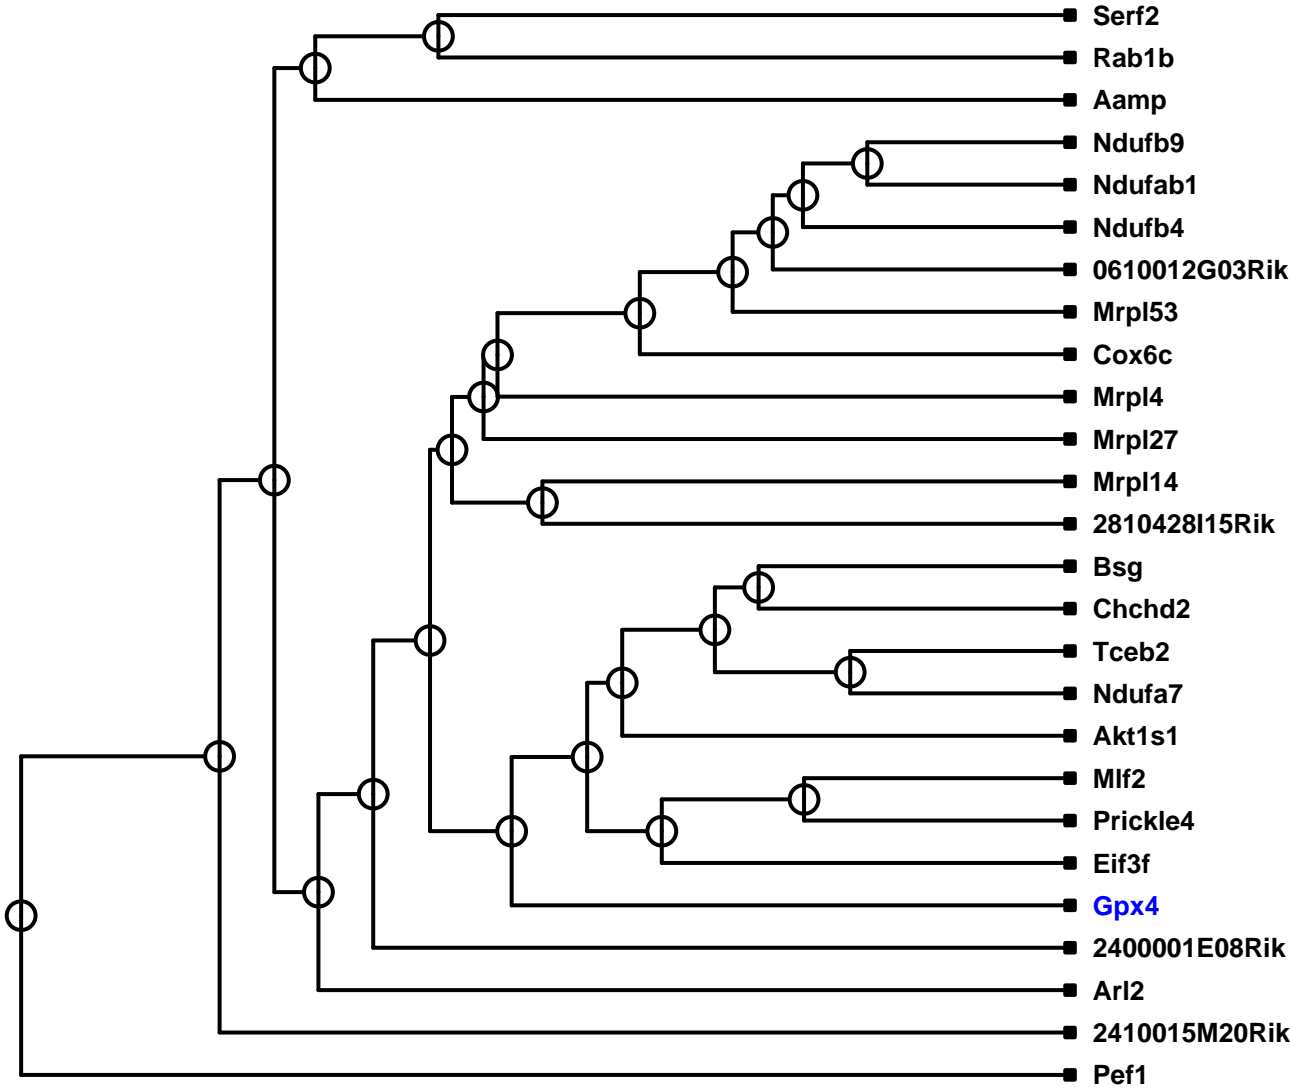 Serf2
Rab1b
Aamp
Ndufb9
Ndufab1
Ndufb4
0610012G03Rik
Mrpl53
Cox6c
Mrpl4
Mrpl27
Mrpl14
2810428I15Rik
Bsg
Chchd2
Tceb2
Ndufa7
Akt1s1
Mlf2
Prickle4
Eif3f
Gpx4
2400001E08Rik
Arl2
2410015M20Rik
Pef1